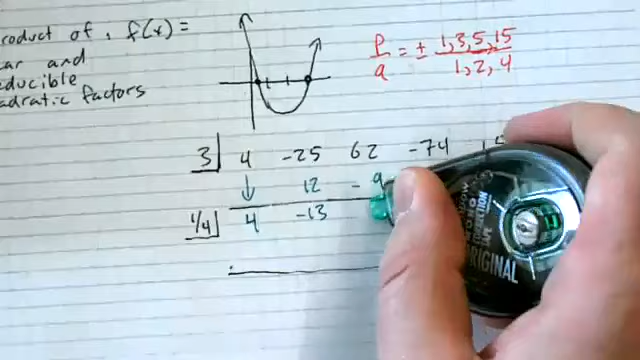 roduct of , f(x) =
ar and
educible
adratic factors
p/q = ± 1,3,5,15 / 1,2,4
3 4 -25 62 -74
12 -9
1/4 4 -13
ORIGINAL